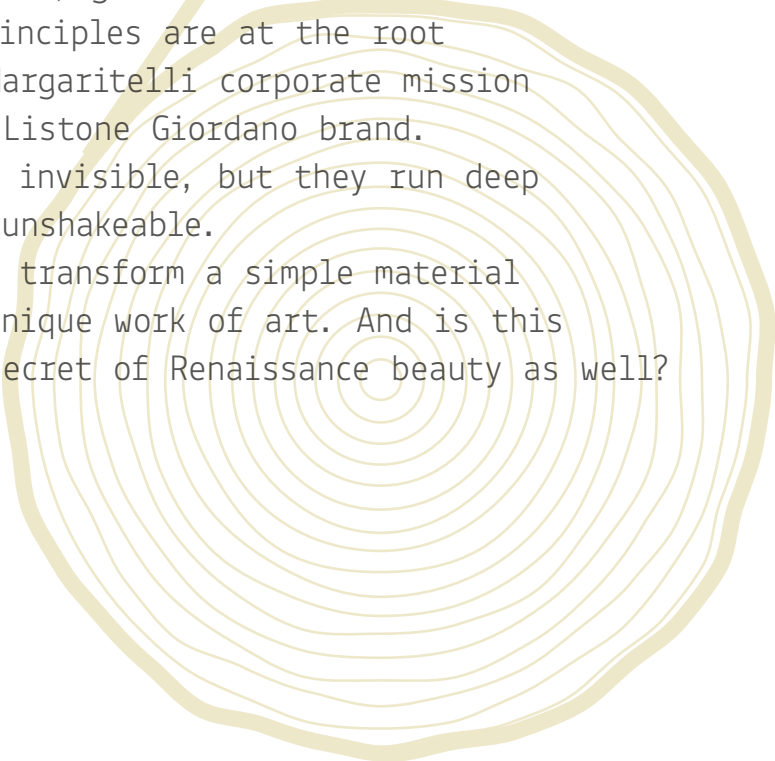 inciples are at the root
argaritelli corporate mission
Listone Giordano brand.
invisible, but they run deep
unshakeable.
transform a simple material
nique work of art. And is this
ecret of Renaissance beauty as well?